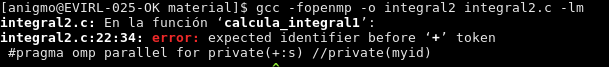 [anigmo@EVIRL-025-OK material]$ gcc -fopenmp -o integral2 integral2.c -lm
integral2.c: En la función ‘calcula_integral1’:
integral2.c:22:34: error: expected identifier before ‘+’ token
 #pragma omp parallel for private(+:s) //private(myid)
                                  ^